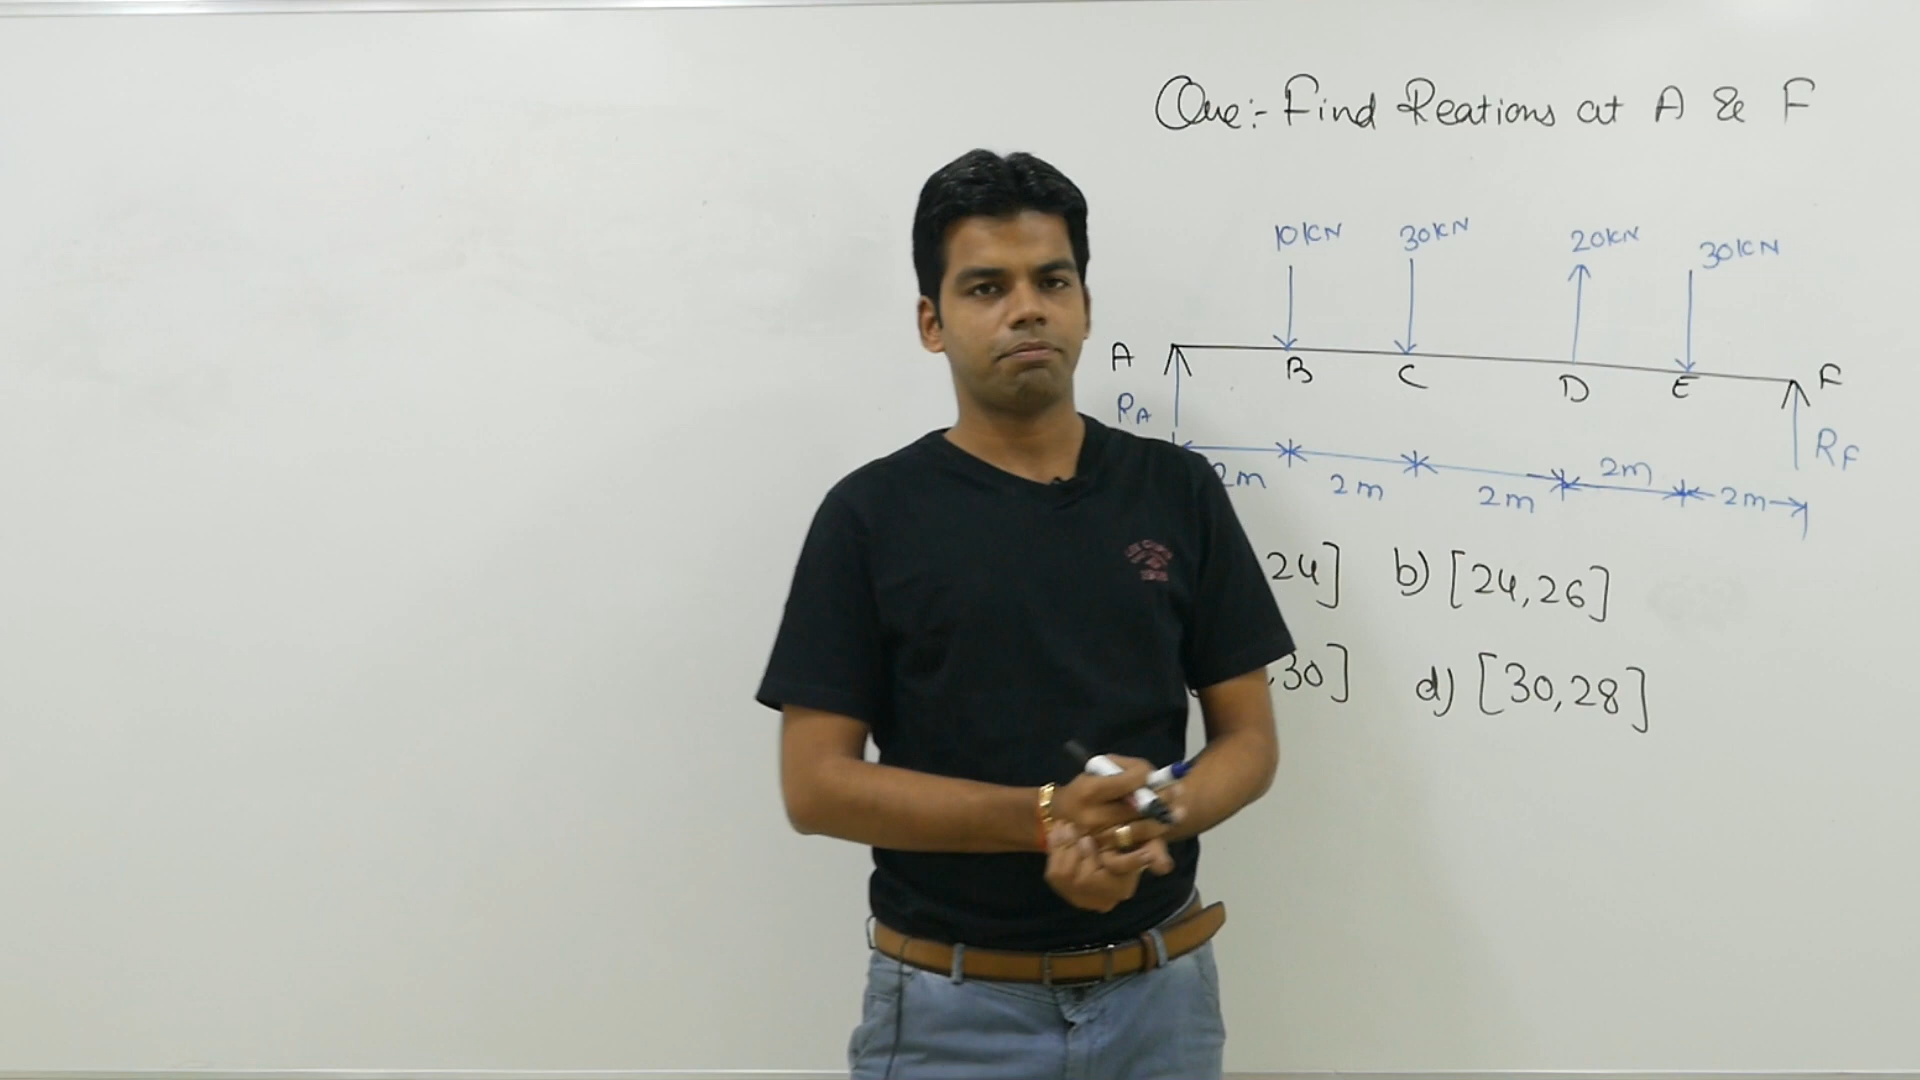 Que:- Find Reations at A & F
10KN 30KN 20KN 30KN
A B C D E F
RA RF
2m 2m 2m 2m 2m
24] b) [24,26]
,30] d) [30,28]